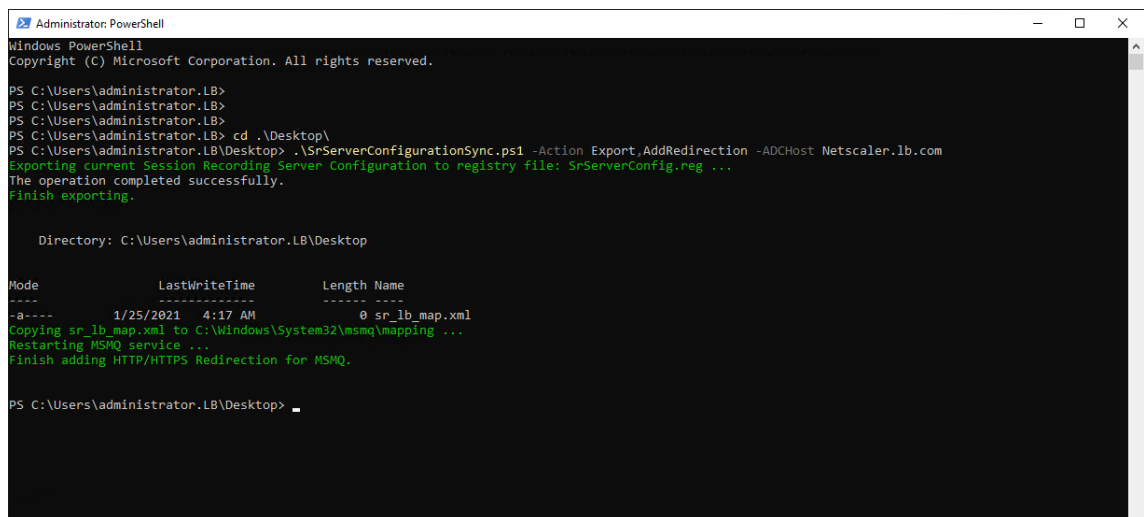 Administrator: PowerShell
Windows PowerShell
Copyright (C) Microsoft Corporation. All rights reserved.
PS C:\Users\administrator.LB>
PS C:\Users\administrator.LB>
PS C:\Users\administrator.LB>
PS C:\Users\administrator.LB> cd .\Desktop\
PS C:\Users\administrator.LB\Desktop> .\SrServerConfigurationSync.ps1 -Action Export,AddRedirection -ADCHost Netscaler.lb.com
Exporting current Session Recording Server Configuration to registry file: SrServerConfig.reg ...
The operation completed successfully.
Finish exporting.
Directory: C:\Users\administrator.LB\Desktop
Mode                LastWriteTime         Length Name
----                -------------         ------ ----
-a----        1/25/2021   4:17 AM              0 sr_lb_map.xml
Copying sr_lb_map.xml to C:\Windows\System32\msmq\mapping ...
Restarting MSMQ service ...
Finish adding HTTP/HTTPS Redirection for MSMQ.
PS C:\Users\administrator.LB\Desktop>